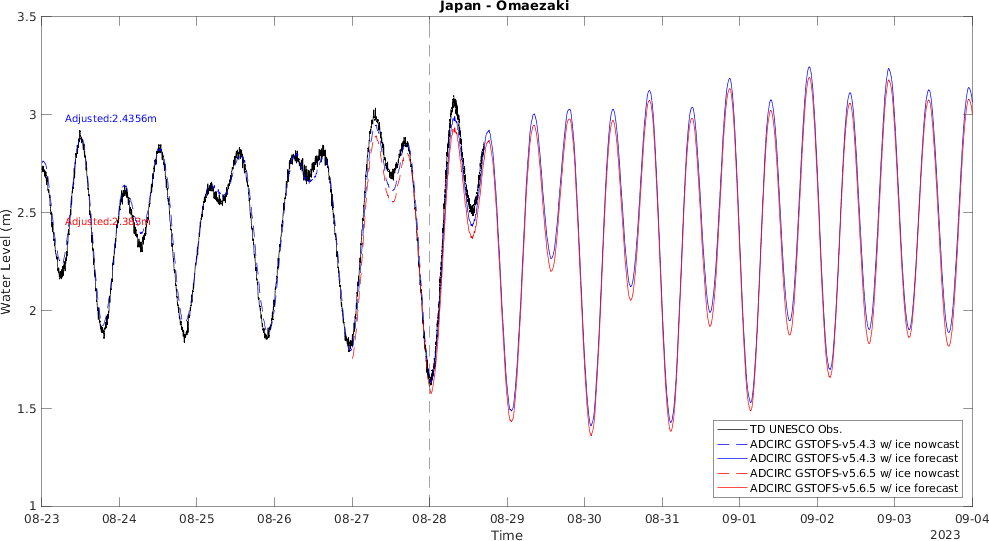 Japan - Omaezaki
3.5
3
2.5
2
1.5
1
Water Level (m)
Adjusted:2.4356m
Adjusted:2.383m
TD UNESCO Obs.
ADCIRC GSTOFS-v5.4.3 w/ ice nowcast
ADCIRC GSTOFS-v5.4.3 w/ ice forecast
ADCIRC GSTOFS-v5.6.5 w/ ice nowcast
ADCIRC GSTOFS-v5.6.5 w/ ice forecast
08-23 08-24 08-25 08-26 08-27 08-28 08-29 08-30 08-31 09-01 09-02 09-03 09-04
Time
2023